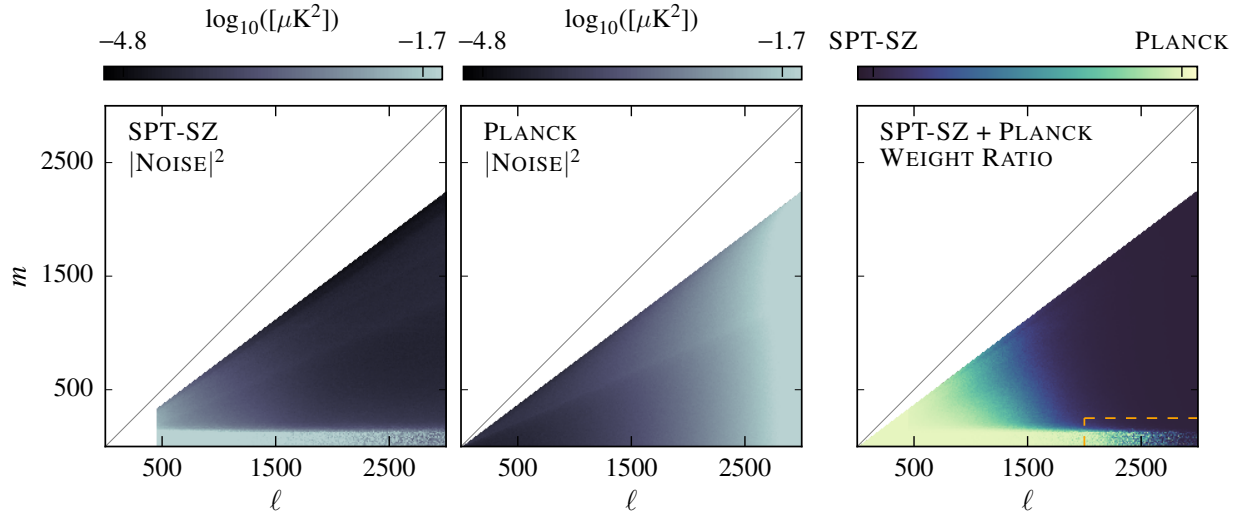 log₁₀([μK²])
−4.8 −1.7
log₁₀([μK²])
−4.8 −1.7
SPT-SZ PLANCK
SPT-SZ
|NOISE|²
PLANCK
|NOISE|²
SPT-SZ + PLANCK
WEIGHT RATIO
m
2500
1500
500
500 1500 2500
ℓ
500 1500 2500
ℓ
500 1500 2500
ℓ